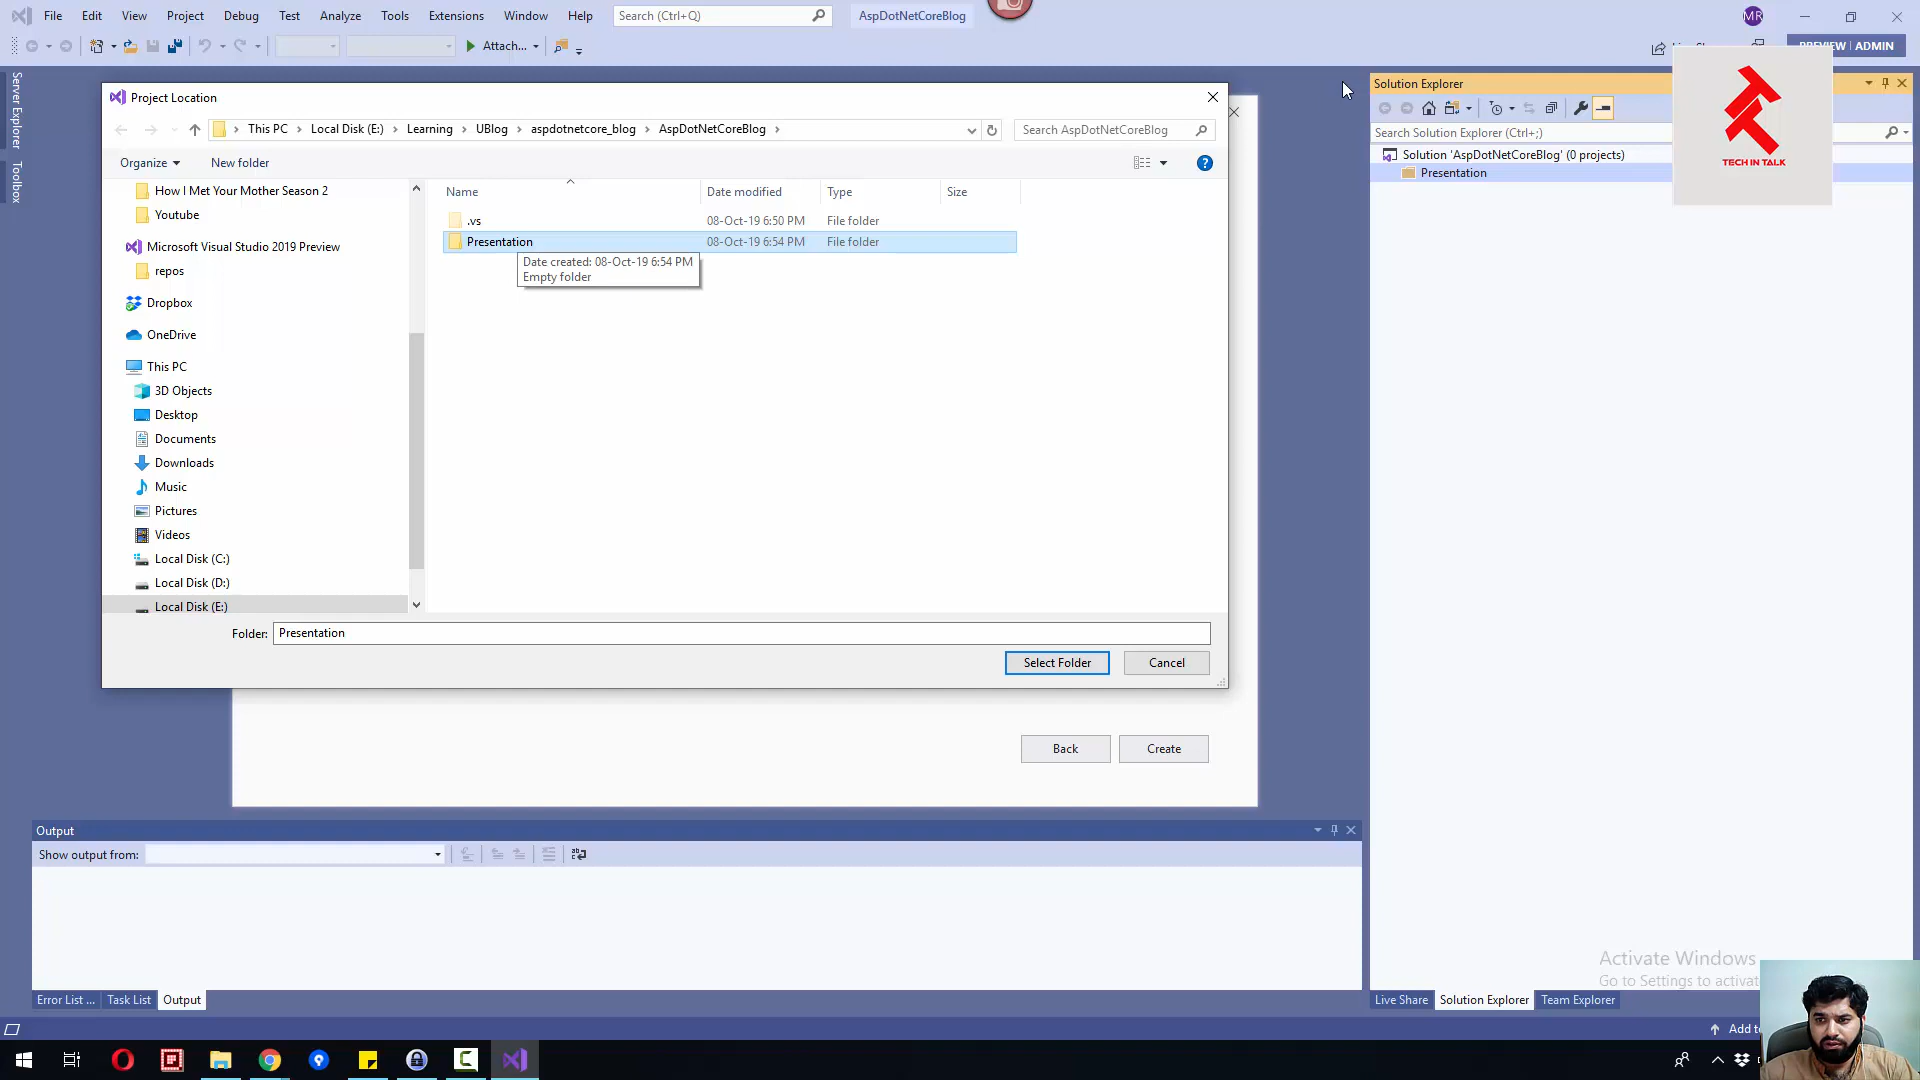 File Edit View Project Debug Test Analyze Tools Extensions Window Help Search (Ctrl+Q) AspDotNetCoreBlog MR
Attach... PREVIEW ADMIN
Server Explorer
Toolbox
Project Location
This PC Local Disk (E:) Learning UBlog aspdotnetcore_blog AspDotNetCoreBlog Search AspDotNetCoreBlog
Organize New folder
How I Met Your Mother Season 2
Youtube
Microsoft Visual Studio 2019 Preview
repos
Dropbox
OneDrive
This PC
3D Objects
Desktop
Documents
Downloads
Music
Pictures
Videos
Local Disk (C:)
Local Disk (D:)
Local Disk (E:)
Name Date modified Type Size
.vs 08-Oct-19 6:50 PM File folder
Presentation 08-Oct-19 6:54 PM File folder
Date created: 08-Oct-19 6:54 PM
Empty folder
Folder: Presentation
Select Folder Cancel
Back Create
Solution Explorer
Search Solution Explorer (Ctrl+;)
Solution 'AspDotNetCoreBlog' (0 projects)
Presentation
TECH IN TALK
Output
Show output from:
Error List ... Task List Output
Activate Windows
Go to Settings to activat
Live Share Solution Explorer Team Explorer
Add to